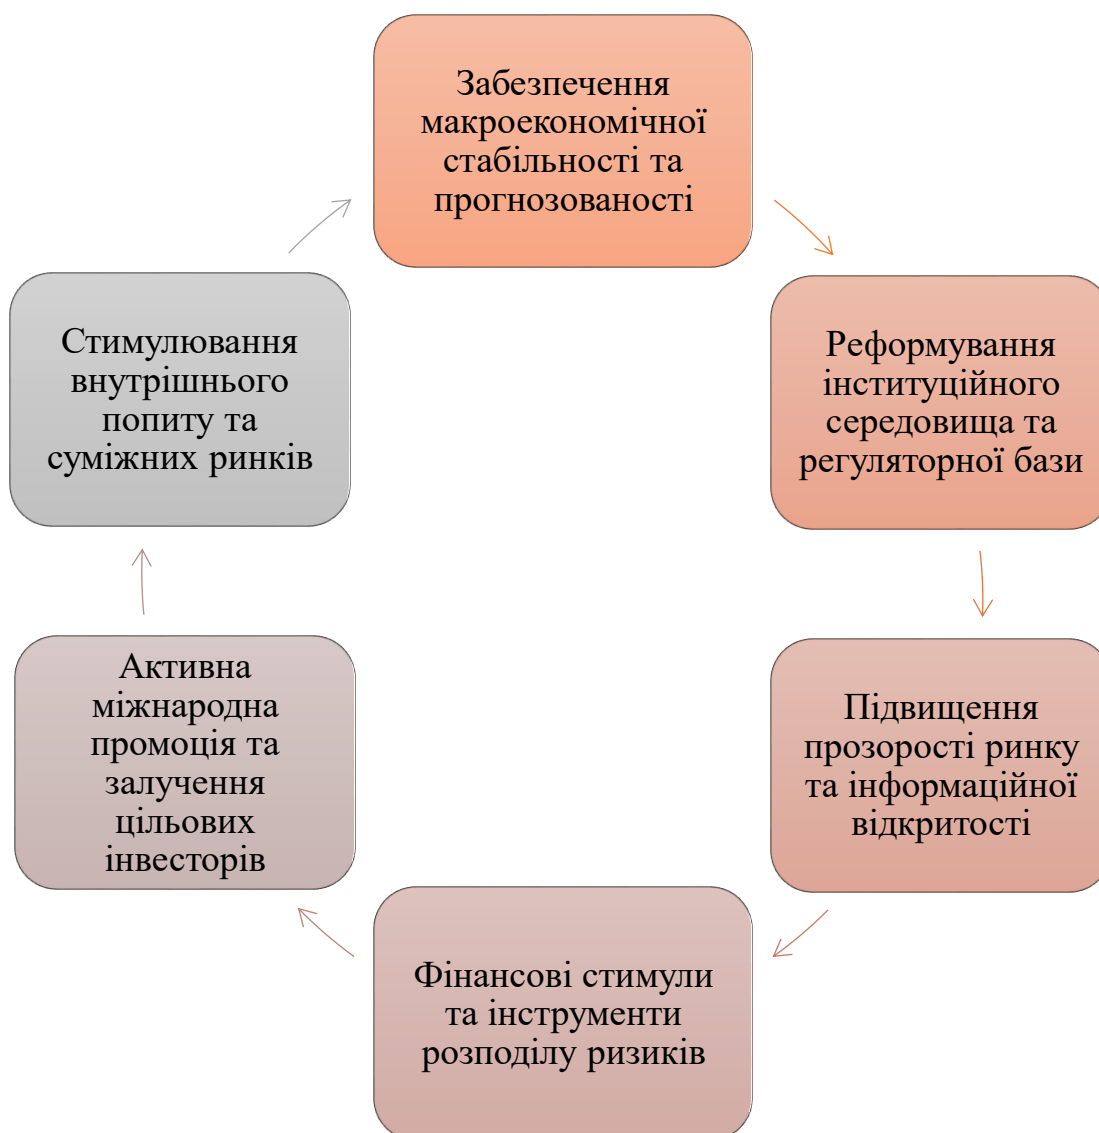 Забезпечення
макроекономічної
стабільності та
прогнозованості
Реформування
інституційного
середовища та
регуляторної бази
Підвищення
прозорості ринку
та інформаційної
відкритості
Фінансові стимули
та інструменти
розподілу ризиків
Активна
міжнародна
промоція та
залучення
цільових
інвесторів
Стимулювання
внутрішнього
попиту та
суміжних ринків